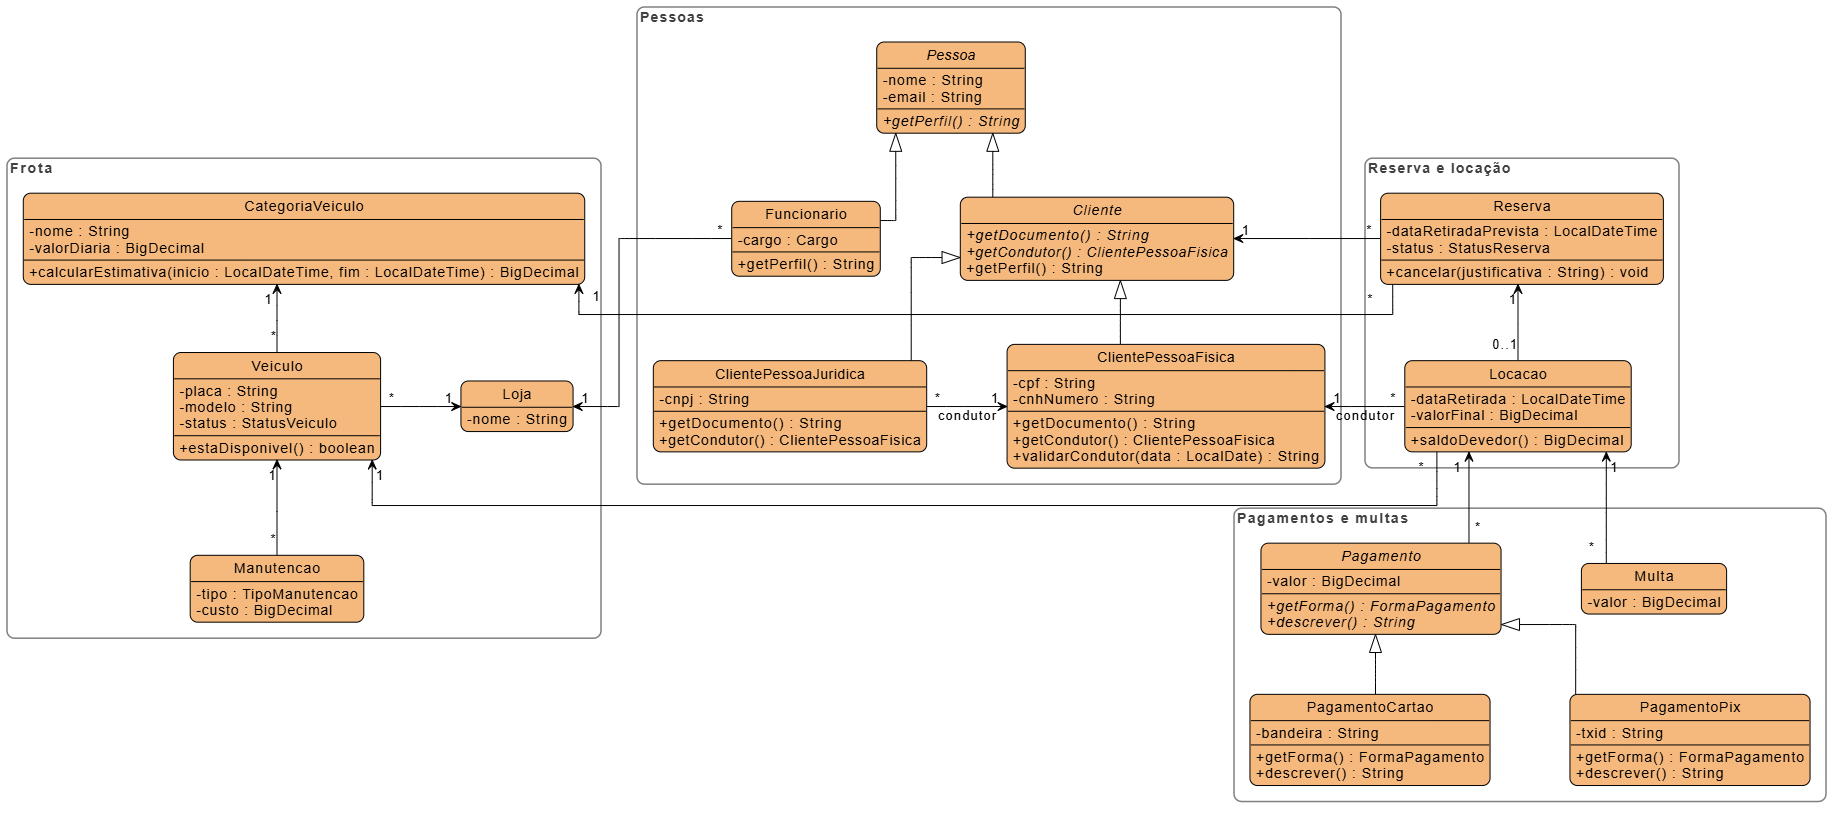 Pessoas
Pessoa
-nome : String
-email : String
+getPerfil() : String
Frota
CategoriaVeiculo
-nome : String
-valorDiaria : BigDecimal
+calcularEstimativa(inicio : LocalDateTime, fim : LocalDateTime) : BigDecimal
Funcionario
-cargo : Cargo
+getPerfil() : String
Cliente
+getDocumento() : String
+getCondutor() : ClientePessoaFisica
+getPerfil() : String
Reserva e locação
Reserva
-dataRetiradaPrevista : LocalDateTime
-status : StatusReserva
+cancelar(justificativa : String) : void
*
1
*
1
1
*
1
0..1
*
Veiculo
-placa : String
-modelo : String
-status : StatusVeiculo
+estaDisponivel() : boolean
*
1
Loja
-nome : String
1
ClientePessoaJuridica
-cnpj : String
+getDocumento() : String
+getCondutor() : ClientePessoaFisica
*
1
condutor
ClientePessoaFisica
-cpf : String
-cnhNumero : String
+getDocumento() : String
+getCondutor() : ClientePessoaFisica
+validarCondutor(data : LocalDate) : String
1
*
condutor
Locacao
-dataRetirada : LocalDateTime
-valorFinal : BigDecimal
+saldoDevedor() : BigDecimal
1
1
*
1
1
*
*
*
Manutencao
-tipo : TipoManutencao
-custo : BigDecimal
Pagamentos e multas
Pagamento
-valor : BigDecimal
+getForma() : FormaPagamento
+descrever() : String
Multa
-valor : BigDecimal
PagamentoCartao
-bandeira : String
+getForma() : FormaPagamento
+descrever() : String
PagamentoPix
-txid : String
+getForma() : FormaPagamento
+descrever() : String